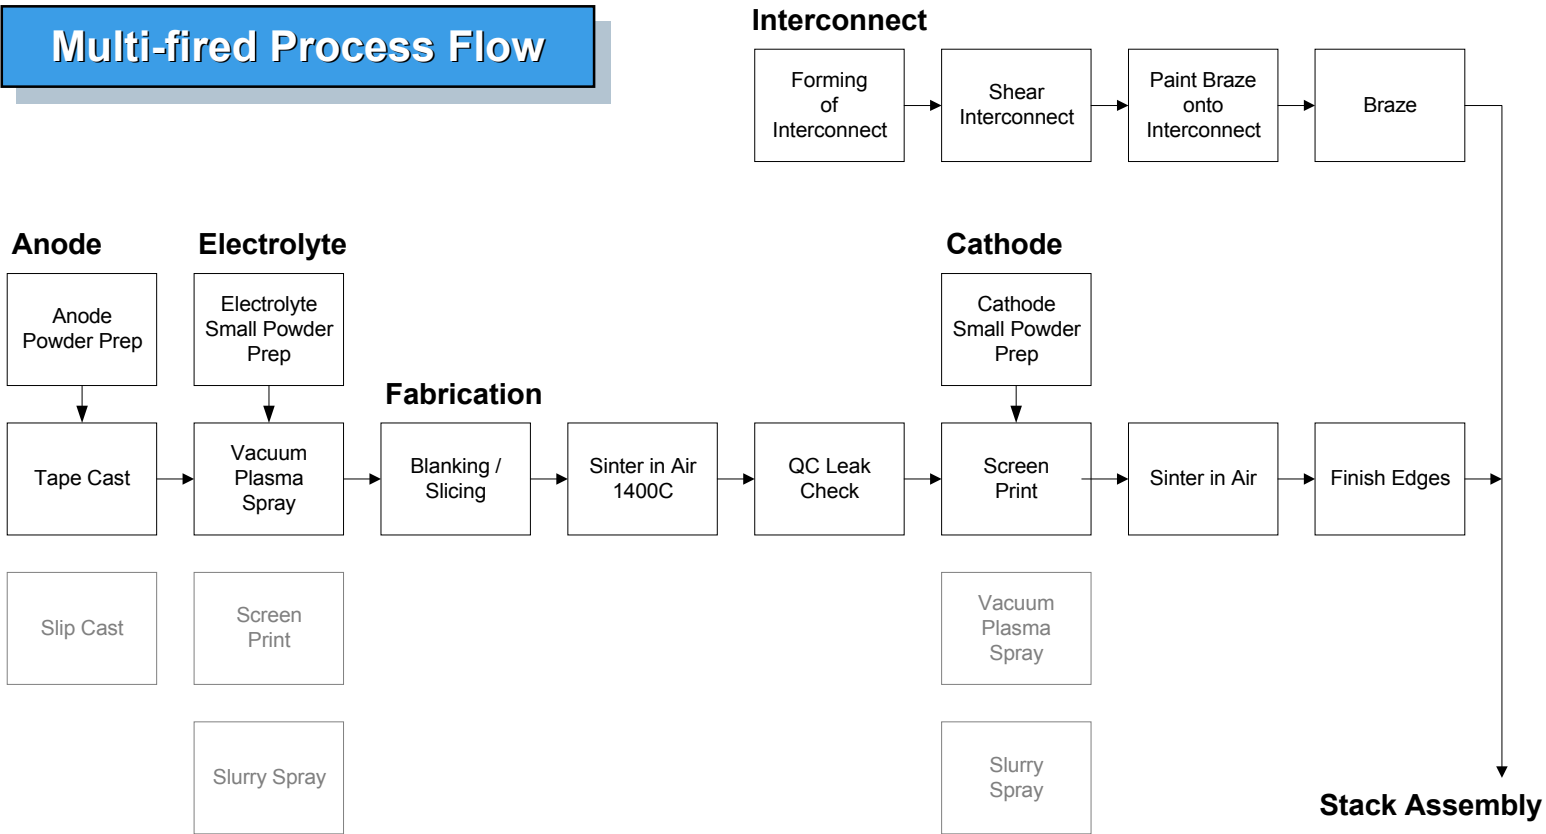 Multi-fired Process Flow
Interconnect
Forming
of
Interconnect
Shear
Interconnect
Paint Braze
onto
Interconnect
Braze
Anode
Electrolyte
Cathode
Anode
Powder Prep
Electrolyte
Small Powder
Prep
Cathode
Small Powder
Prep
Fabrication
Tape Cast
Vacuum
Plasma
Spray
Blanking /
Slicing
Sinter in Air
1400C
QC Leak
Check
Screen
Print
Sinter in Air
Finish Edges
Slip Cast
Screen
Print
Vacuum
Plasma
Spray
Slurry Spray
Slurry
Spray
Stack Assembly